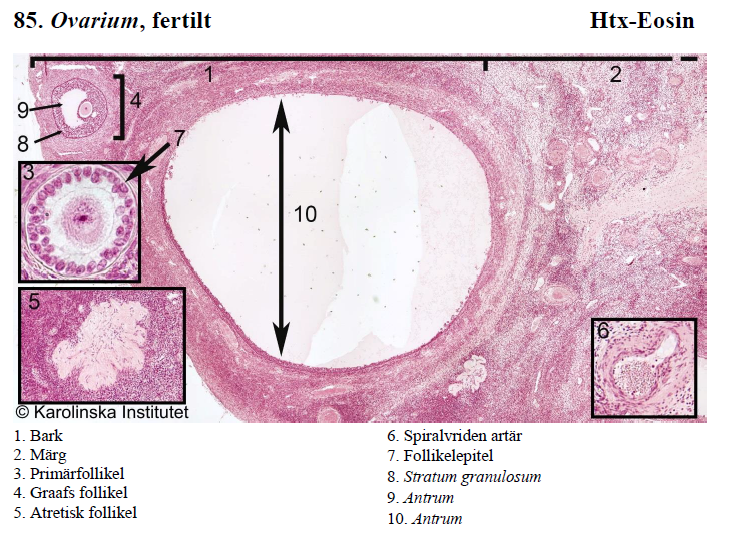 85. Ovarium, fertilt Htx-Eosin
1 2
4
9
8
7
3
10
5
6
© Karolinska Institutet
1. Bark
2. Märg
3. Primärfollikel
4. Graafs follikel
5. Atretisk follikel
6. Spiralvriden artär
7. Follikelepitel
8. Stratum granulosum
9. Antrum
10. Antrum